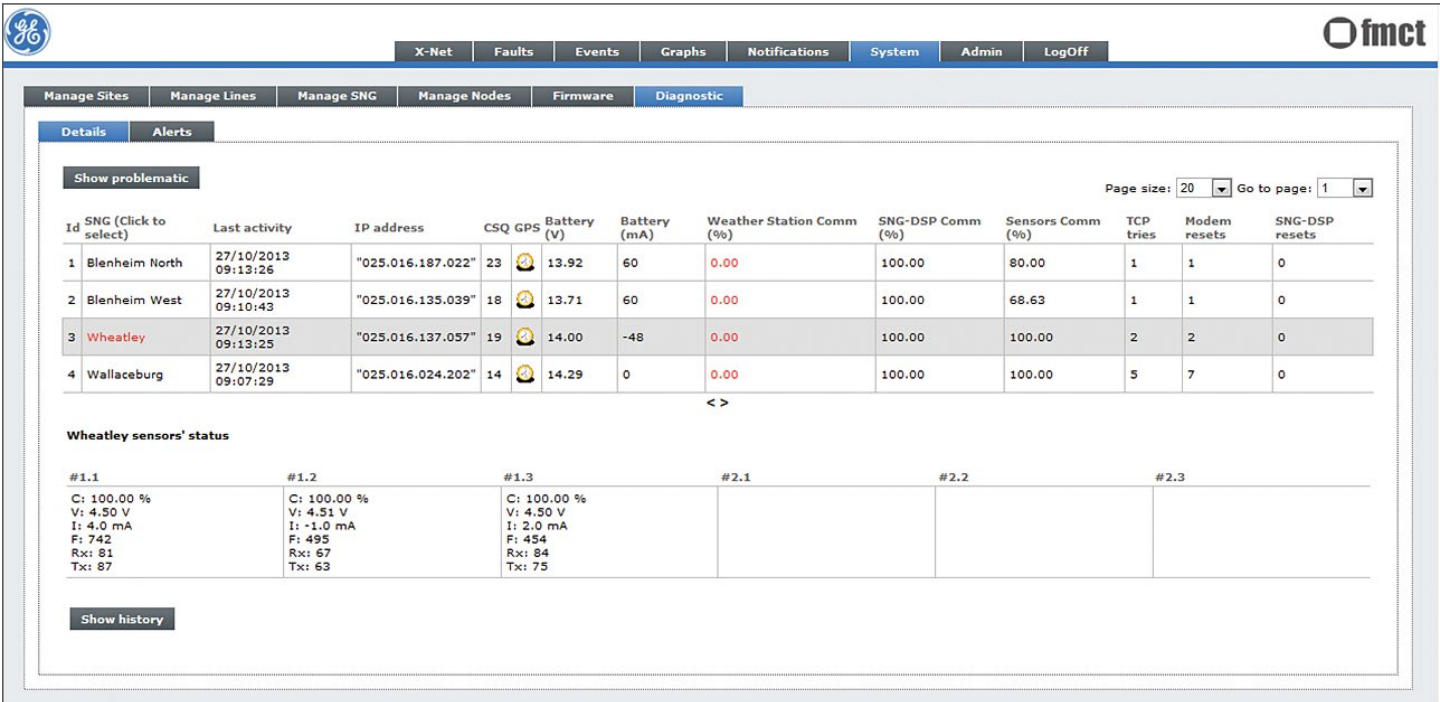 GE
fmct
X-Net Faults Events Graphs Notifications System Admin LogOff
Manage Sites Manage Lines Manage SNG Manage Nodes Firmware Diagnostic
Details Alerts
Show problematic
Page size: 20 Go to page: 1
Id SNG (Click to select) Last activity IP address CSQ GPS Battery (V) Battery (mA) Weather Station Comm (%) SNG-DSP Comm (%) Sensors Comm (%) TCP tries Modem resets SNG-DSP resets
1 Blenheim North 27/10/2013 09:13:26 "025.016.187.022" 23 13.92 60 0.00 100.00 80.00 1 1 0
2 Blenheim West 27/10/2013 09:10:43 "025.016.135.039" 18 13.71 60 0.00 100.00 68.63 1 1 0
3 Wheatley 27/10/2013 09:13:25 "025.016.137.057" 19 14.00 -48 0.00 100.00 100.00 2 2 0
4 Wallaceburg 27/10/2013 09:07:29 "025.016.024.202" 14 14.29 0 0.00 100.00 100.00 5 7 0
< >
Wheatley sensors' status
#1.1 #1.2 #1.3 #2.1 #2.2 #2.3
C: 100.00 % C: 100.00 % C: 100.00 %
V: 4.50 V V: 4.51 V V: 4.50 V
I: 4.0 mA I: -1.0 mA I: 2.0 mA
F: 742 F: 495 F: 454
Rx: 81 Rx: 67 Rx: 84
Tx: 87 Tx: 63 Tx: 75
Show history